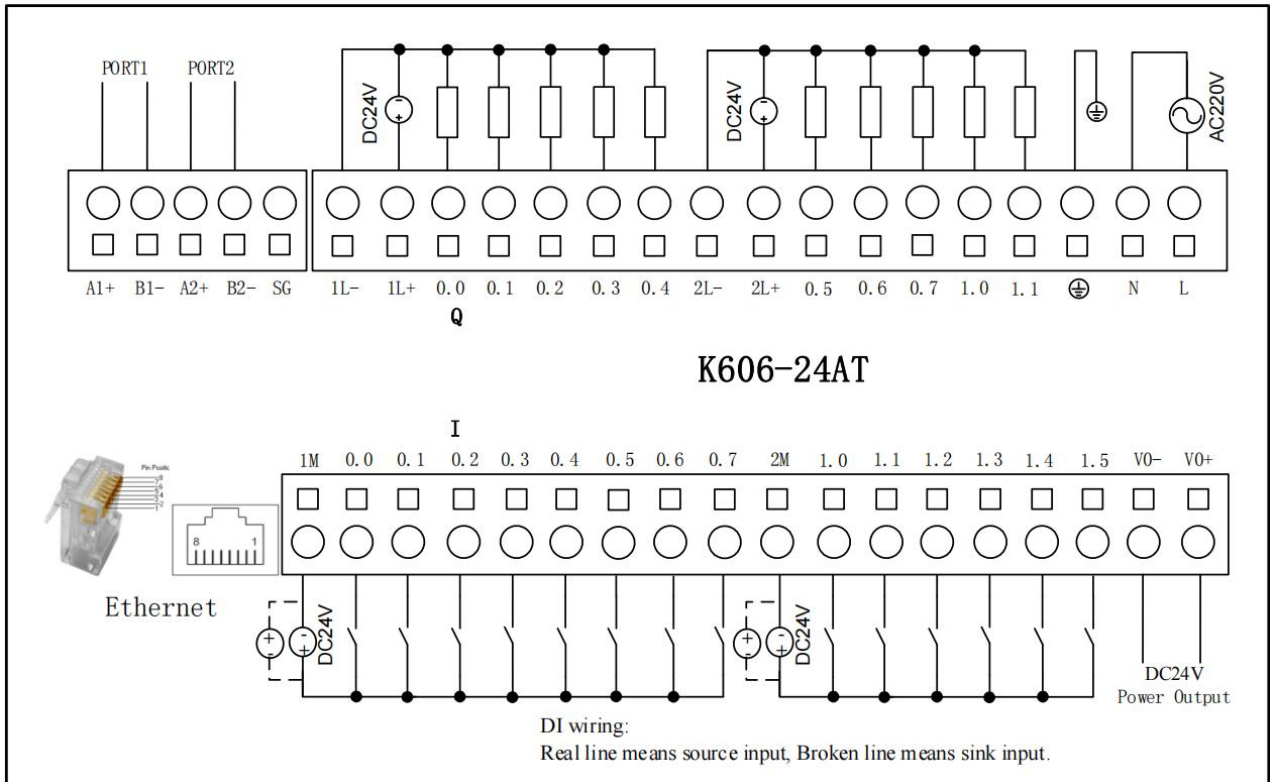 PORT1 PORT2
DC24V
DC24V
AC220V
A1+ B1- A2+ B2- SG 1L- 1L+ 0.0 0.1 0.2 0.3 0.4 2L- 2L+ 0.5 0.6 0.7 1.0 1.1 N L
Q
K606-24AT
I
1M 0.0 0.1 0.2 0.3 0.4 0.5 0.6 0.7 2M 1.0 1.1 1.2 1.3 1.4 1.5 VO- VO+
8 1
Ethernet
DC24V
DC24V
DC24V
Power Output
DI wiring:
Real line means source input, Broken line means sink input.